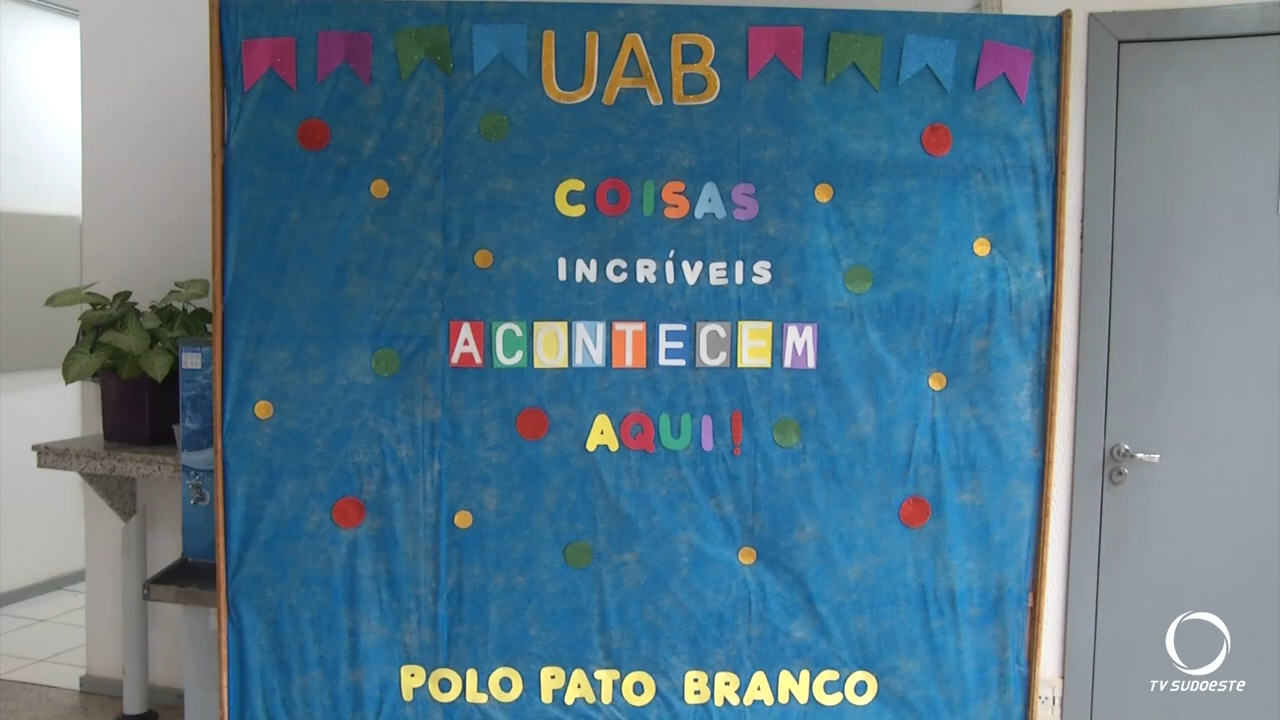 UAB
COISAS
INCRÍVEIS
ACONTECEM
AQUI!
POLO PATO BRANCO
TV SUDOESTE